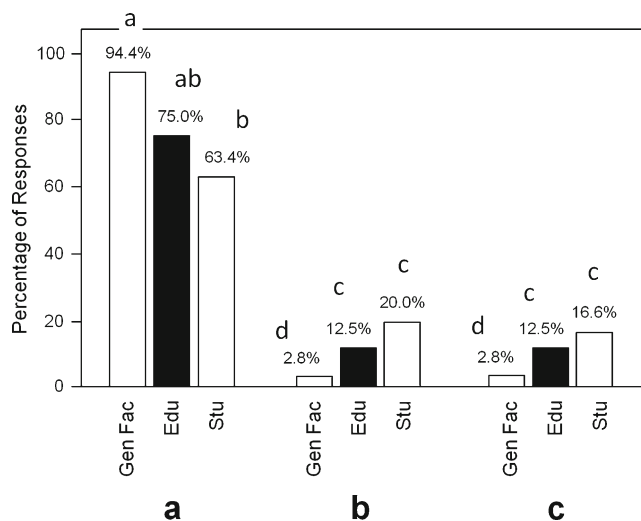 a
100
94.4%
ab
80
75.0%
b
63.4%
60
Percentage of Responses
40
20
0
d
2.8%
c
12.5%
c
20.0%
d
2.8%
c
12.5%
c
16.6%
Gen Fac
Edu
Stu
Gen Fac
Edu
Stu
Gen Fac
Edu
Stu
a
b
c